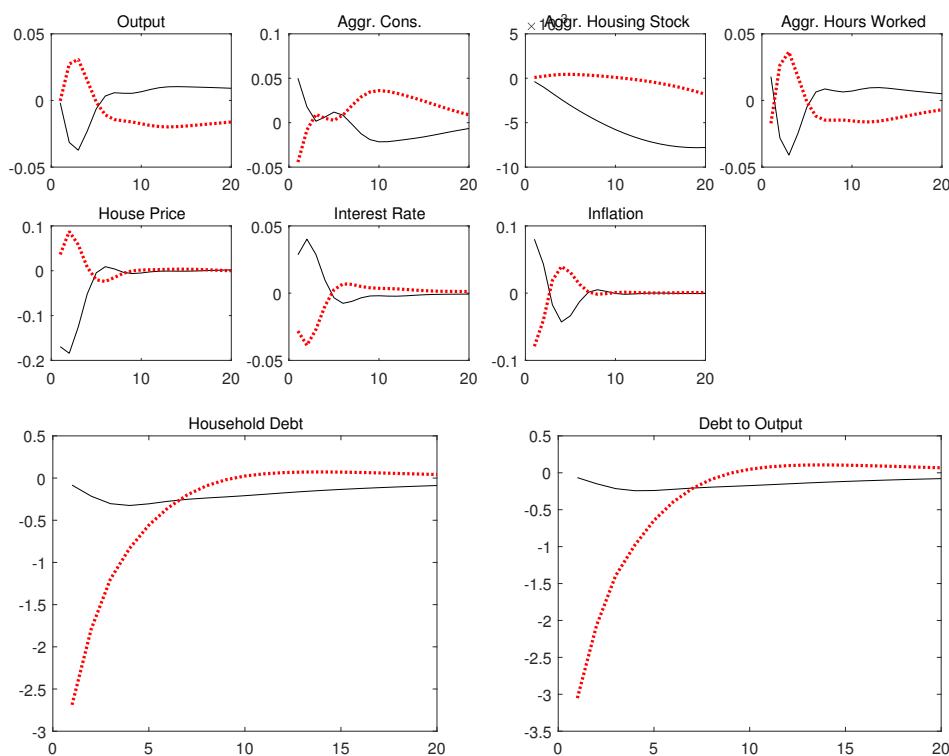 Output
0.05
0
-0.05
0 10 20
Aggr. Cons.
0.1
0.05
0
-0.05
0 10 20
× 10-3
Aggr. Housing Stock
5
0
-5
-10
0 10 20
Aggr. Hours Worked
0.05
0
-0.05
0 10 20
House Price
0.1
0
-0.1
-0.2
0 10 20
Interest Rate
0.05
0
-0.05
0 10 20
Inflation
0.1
0
-0.1
0 10 20
Household Debt
0.5
0
-0.5
-1
-1.5
-2
-2.5
-3
0 5 10 15 20
Debt to Output
0.5
0
-0.5
-1
-1.5
-2
-2.5
-3
-3.5
0 5 10 15 20